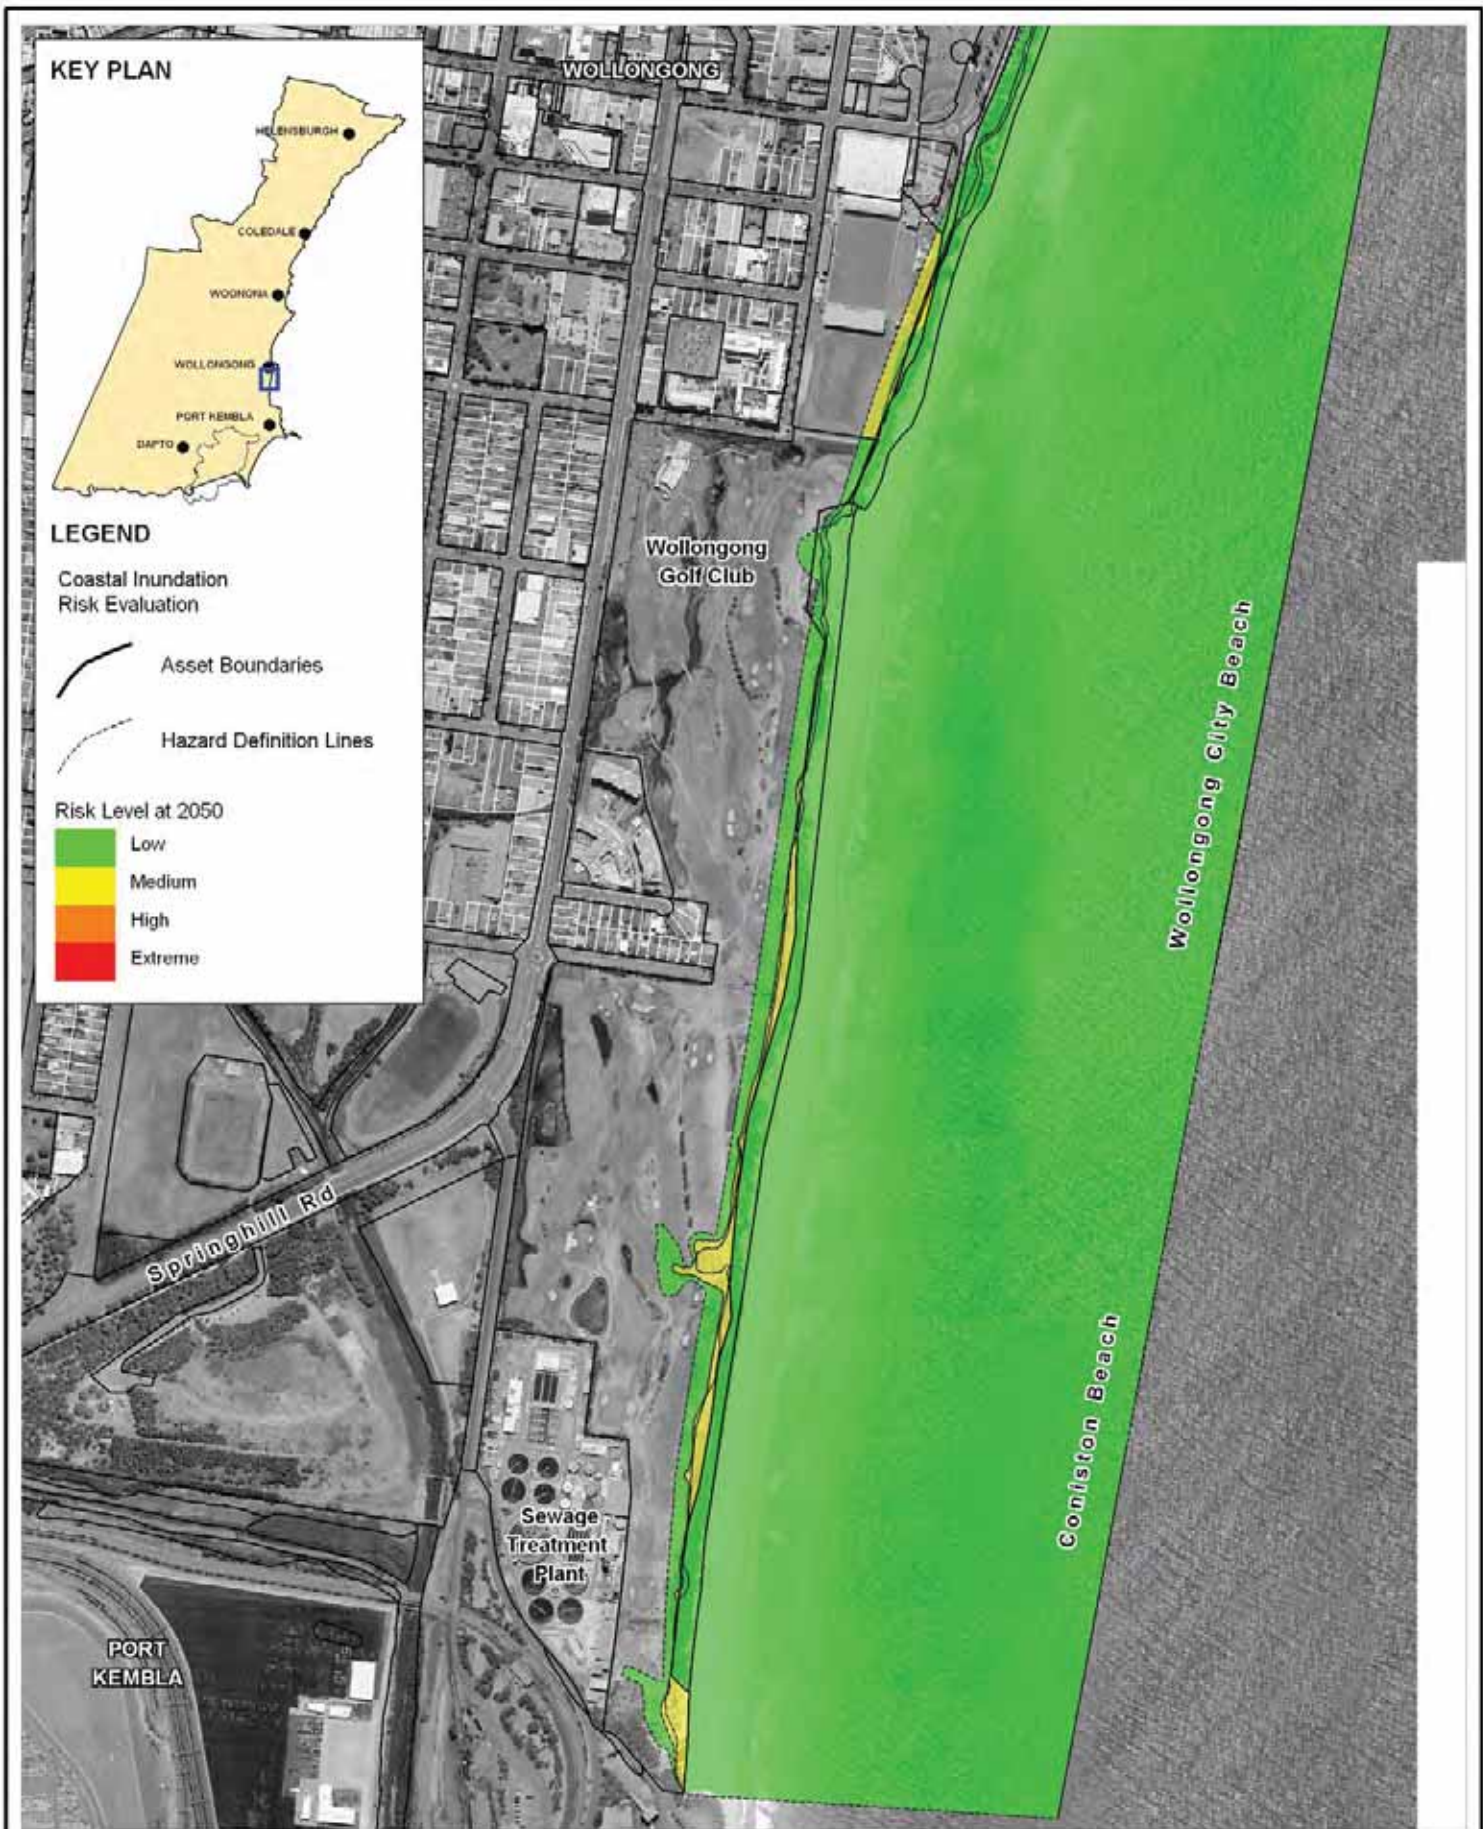 KEY PLAN
HELENSBURGH
COLEDALE
WOONONA
WOLLONGONG
PORT KEMBLA
DAPTO
LEGEND
Coastal Inundation
Risk Evaluation
Asset Boundaries
Hazard Definition Lines
Risk Level at 2050
Low
Medium
High
Extreme
WOLLONGONG
Wollongong
Golf Club
Wollongong City Beach
Springhill Rd
Coniston Beach
Sewage
Treatment
Plant
PORT
KEMBLA